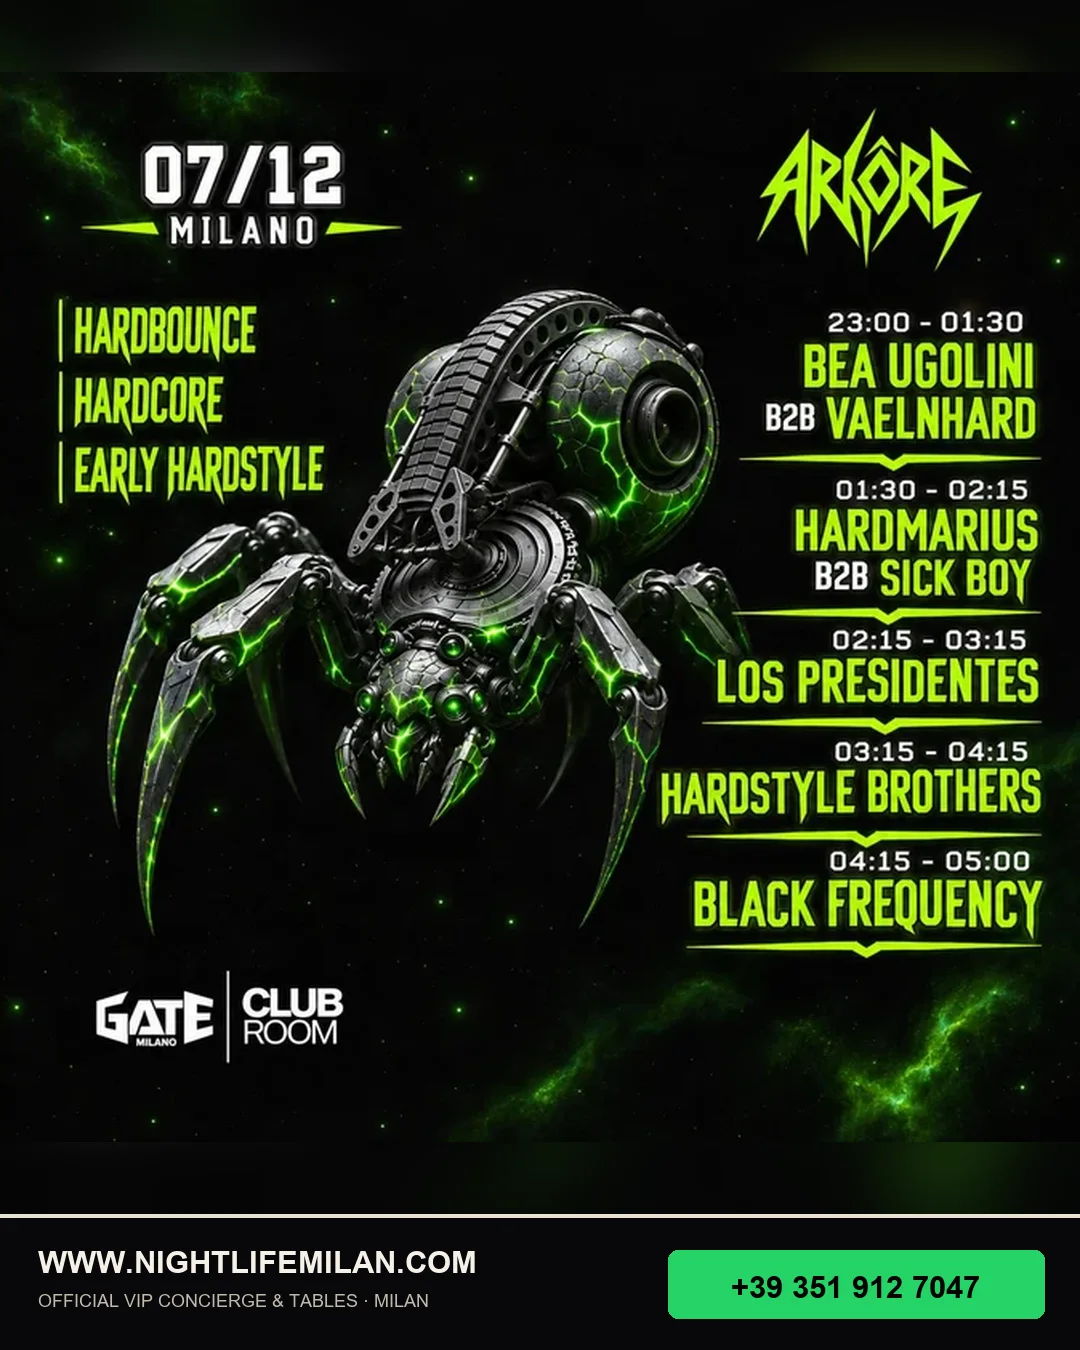 07/12
MILANO
ARKÔRE
HARDBOUNCE
HARDCORE
EARLY HARDSTYLE
23:00 - 01:30
BEA UGOLINI
B2B VAELNHARD
01:30 - 02:15
HARDMARIUS
B2B SICK BOY
02:15 - 03:15
LOS PRESIDENTES
03:15 - 04:15
HARDSTYLE BROTHERS
04:15 - 05:00
BLACK FREQUENCY
GATE
MILANO
CLUB
ROOM
WWW.NIGHTLIFEMILAN.COM
OFFICIAL VIP CONCIERGE & TABLES · MILAN
+39 351 912 7047